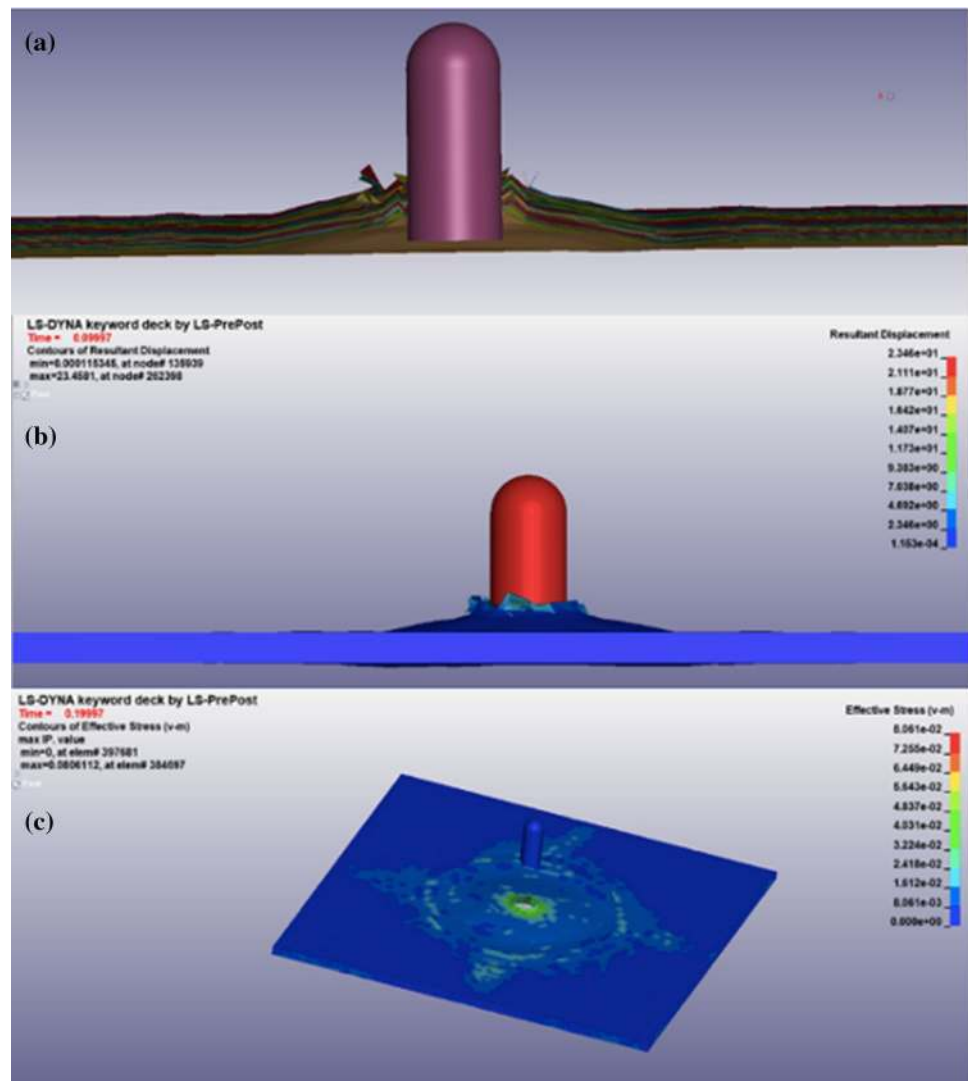 (a)
LS-DYNA keyword deck by LS-PrePost
Time = 0.09997
Contours of Resultant Displacement
min=0.000115345, at node# 135939
max=23.4581, at node# 262398
Resultant Displacement
2.346e+01
2.111e+01
1.877e+01
1.642e+01
1.407e+01
1.173e+01
9.383e+00
7.038e+00
4.692e+00
2.346e+00
1.153e-04
(b)
LS-DYNA keyword deck by LS-PrePost
Time = 0.19997
Contours of Effective Stress (v-m)
max IP. value
min=0, at elem# 397681
max=0.0806112, at elem# 384697
Effective Stress (v-m)
8.061e-02
7.255e-02
6.449e-02
5.643e-02
4.837e-02
4.031e-02
3.224e-02
2.418e-02
1.612e-02
8.061e-03
0.000e+00
(c)